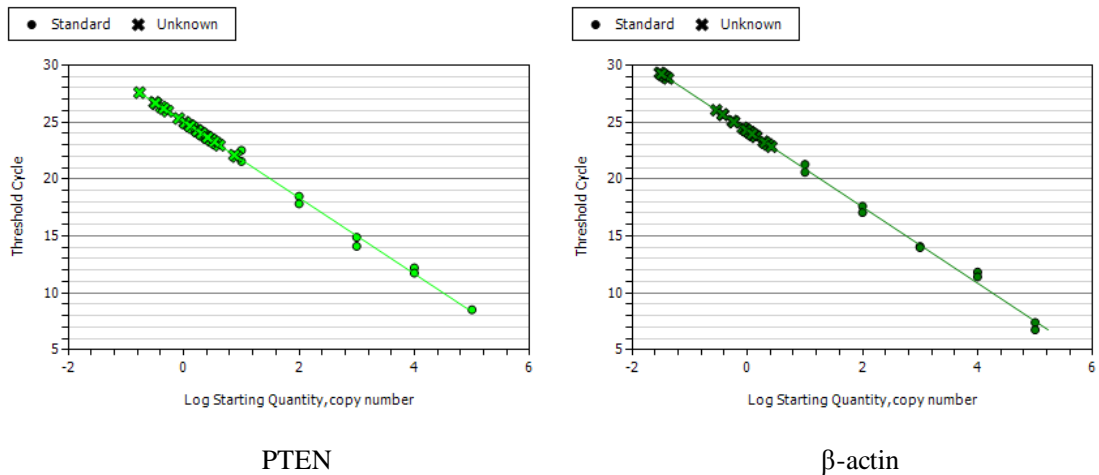 Standard Unknown
30
25
20
15
10
5
Threshold Cycle
-2 0 2 4 6
Log Starting Quantity, copy number
PTEN
Standard Unknown
30
25
20
15
10
5
Threshold Cycle
-2 0 2 4 6
Log Starting Quantity, copy number
β-actin